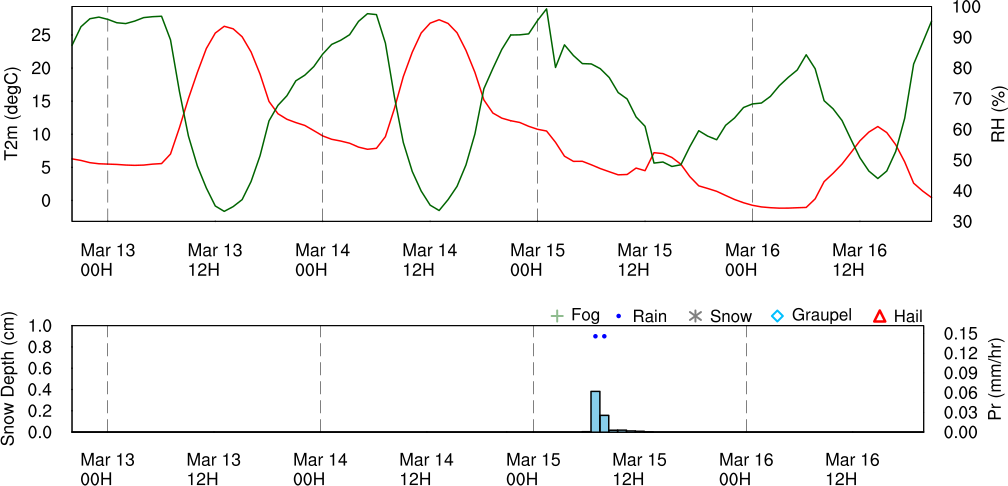 T2m (degC)
25
20
15
10
5
0
100
90
80
70
60
50
40
30
RH (%)
Mar 13 Mar 13 Mar 14 Mar 14 Mar 15 Mar 15 Mar 16 Mar 16
00H 12H 00H 12H 00H 12H 00H 12H
Fog Rain Snow Graupel Hail
Snow Depth (cm)
1.0
0.8
0.6
0.4
0.2
0.0
0.15
0.12
0.09
0.06
0.03
0.00
Pr (mm/hr)
Mar 13 Mar 13 Mar 14 Mar 14 Mar 15 Mar 15 Mar 16 Mar 16
00H 12H 00H 12H 00H 12H 00H 12H